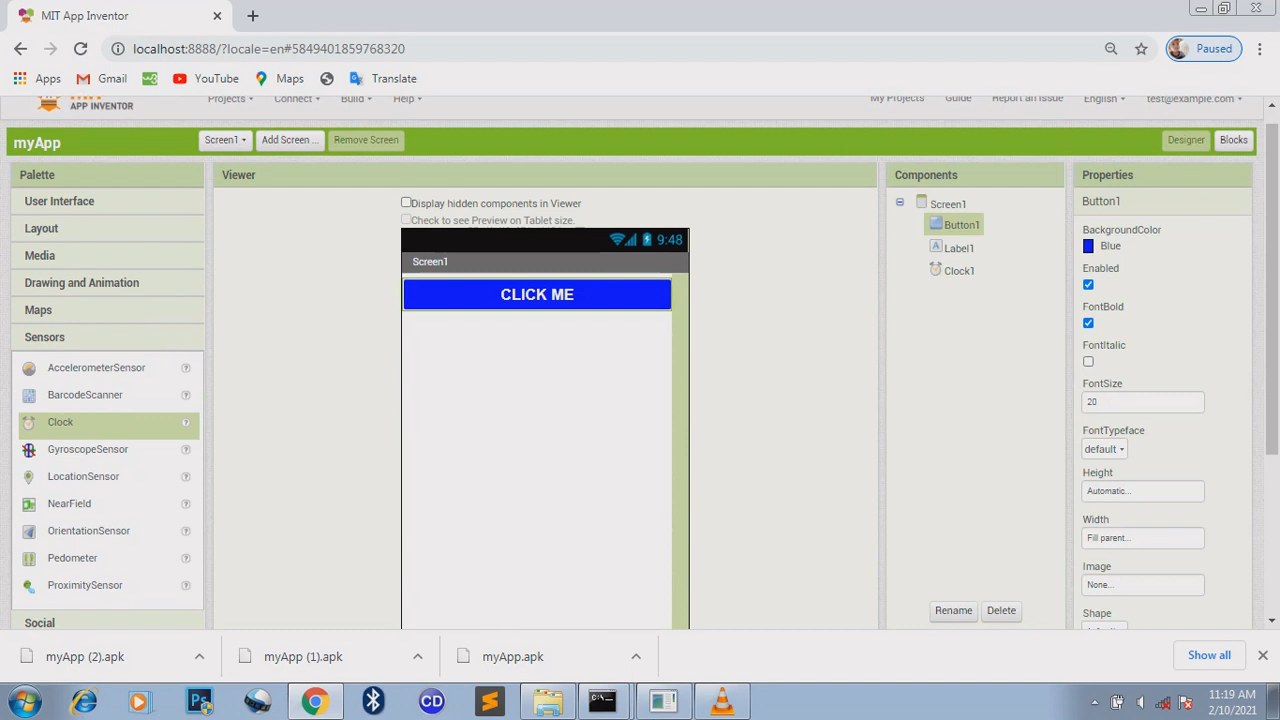 MIT App Inventor
localhost:8888/?locale=en#5849401859768320
Paused
Apps
Gmail
YouTube
Maps
Translate
APP INVENTOR
Projects
Connect
Build
Help
My Projects
Guide
Report an Issue
English
test@example.com
myApp
Screen1
Add Screen ...
Remove Screen
Designer
Blocks
Palette
Viewer
Components
Properties
User Interface
Layout
Media
Drawing and Animation
Maps
Sensors
AccelerometerSensor
BarcodeScanner
Clock
GyroscopeSensor
LocationSensor
NearField
OrientationSensor
Pedometer
ProximitySensor
Social
Display hidden components in Viewer
Check to see Preview on Tablet size.
9:48
Screen1
CLICK ME
Screen1
Button1
Label1
Clock1
Rename
Delete
Button1
BackgroundColor
Blue
Enabled
FontBold
FontItalic
FontSize
20
FontTypeface
default
Height
Automatic...
Width
Fill parent...
Image
None...
Shape
myApp (2).apk
myApp (1).apk
myApp.apk
Show all
CD
11:19 AM
2/10/2021